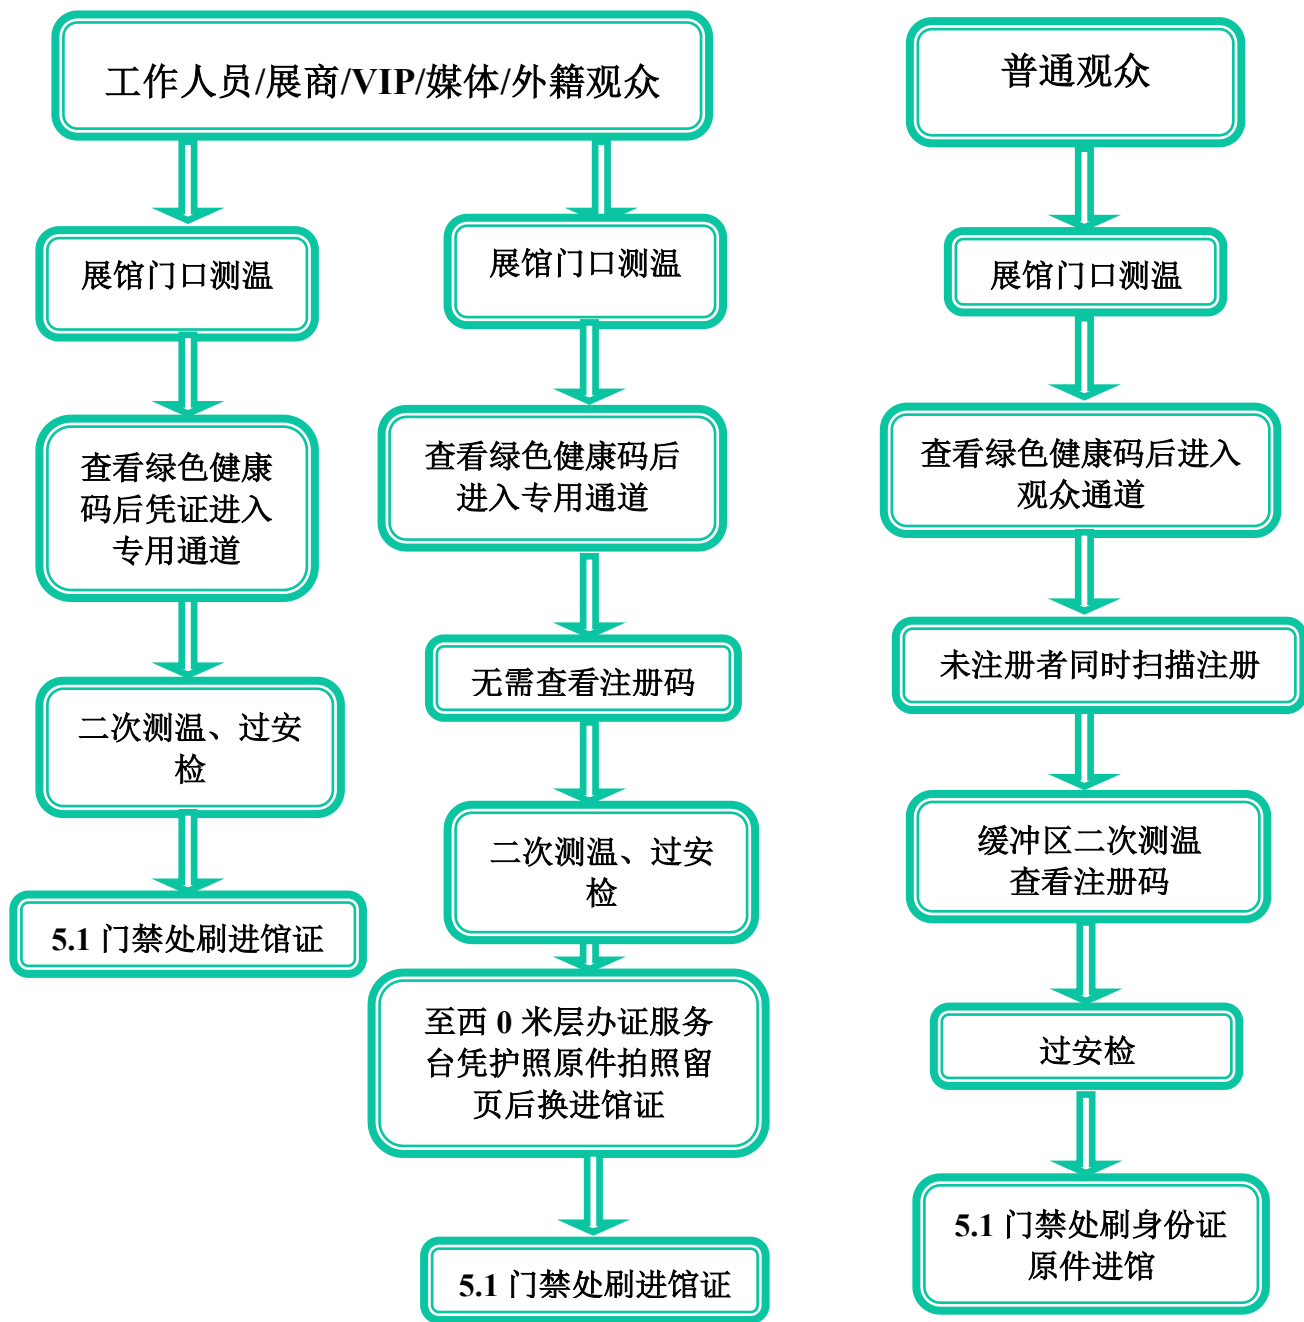 工作人员/展商/VIP/媒体/外籍观众
展馆门口测温
查看绿色健康
码后凭证进入
专用通道
二次测温、过安
检
5.1 门禁处刷进馆证
展馆门口测温
查看绿色健康码后
进入专用通道
无需查看注册码
二次测温、过安
检
至西 0 米层办证服务
台凭护照原件拍照留
页后换进馆证
5.1 门禁处刷进馆证
普通观众
展馆门口测温
查看绿色健康码后进入
观众通道
未注册者同时扫描注册
缓冲区二次测温
查看注册码
过安检
5.1 门禁处刷身份证
原件进馆